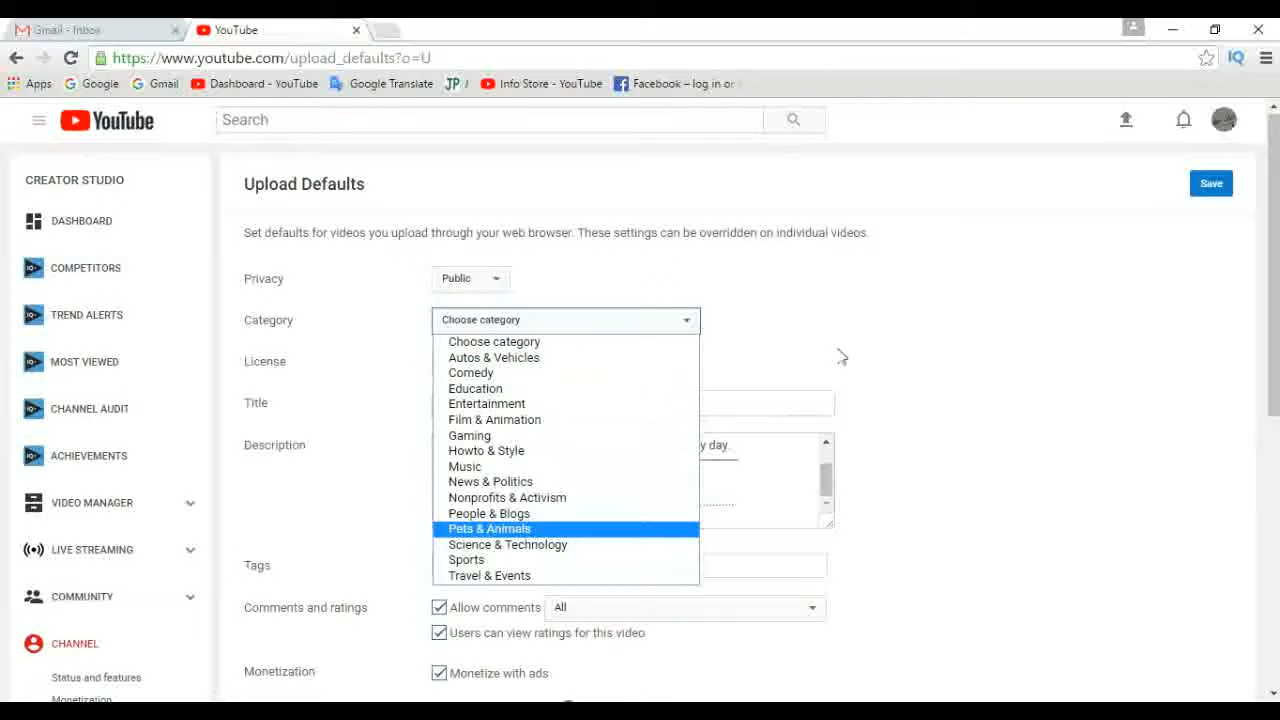 Gmail - Inbox
YouTube
https://www.youtube.com/upload_defaults?o=U
IQ
Apps
Google
Gmail
Dashboard - YouTube
Google Translate
JP
Info Store - YouTube
Facebook – log in or
YouTube
Search
CREATOR STUDIO
DASHBOARD
COMPETITORS
TREND ALERTS
MOST VIEWED
CHANNEL AUDIT
ACHIEVEMENTS
VIDEO MANAGER
LIVE STREAMING
COMMUNITY
CHANNEL
Status and features
Monetization
Upload Defaults
Save
Set defaults for videos you upload through your web browser. These settings can be overridden on individual videos.
Privacy
Public
Category
Choose category
Choose category
Autos & Vehicles
Comedy
Education
Entertainment
Film & Animation
Gaming
Howto & Style
Music
News & Politics
Nonprofits & Activism
People & Blogs
Pets & Animals
Science & Technology
Sports
Travel & Events
License
Title
Description
y day.
Tags
Comments and ratings
Allow comments
All
Users can view ratings for this video
Monetization
Monetize with ads